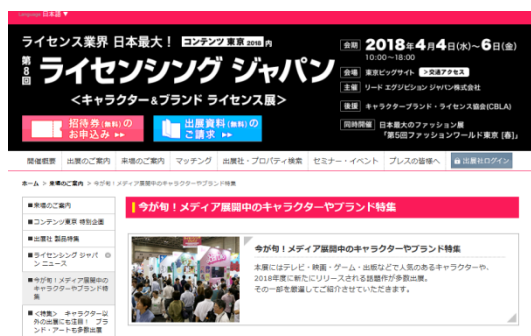 Language 日本語 ▼
ライセンス業界 日本最大！ コンテンツ 東京 2018 内
第8回 ライセンシング ジャパン
＜キャラクター＆ブランド ライセンス展＞
招待券(無料)の
お申込み ▶▶
出展資料(無料)の
ご請求 ▶▶
会期 2018年4月4日(水)～6日(金)
10:00～18:00
会場 東京ビッグサイト >交通アクセス
主催 リード エグジビション ジャパン株式会社
後援 キャラクターブランド・ライセンス協会(CBLA)
同時開催 日本最大のファッション展
「第5回ファッションワールド東京【春】」
開催概要 出展のご案内 来場のご案内 マッチング 出展社・プロパティ検索 セミナー・イベント プレスの皆様へ 出展社ログイン
ホーム > 来場のご案内 > 今が旬！メディア展開中のキャラクターやブランド特集
■来場のご案内
■コンテンツ東京 特別企画
■出展社 製品特集
■ライセンシング ジャパン ニュース
■今が旬！メディア展開中のキャラクターやブランド特集
■＜特集＞ キャラクター以外の出展にも注目！ ブランド・アートも多数出展
今が旬！メディア展開中のキャラクターやブランド特集
今が旬！メディア展開中のキャラクターやブランド特集
本展にはテレビ・映画・ゲーム・出版などで人気のあるキャラクターや、
2018年度に新たにリリースされる話題作が多数出展。
その一部を厳選してご紹介させていただきます。